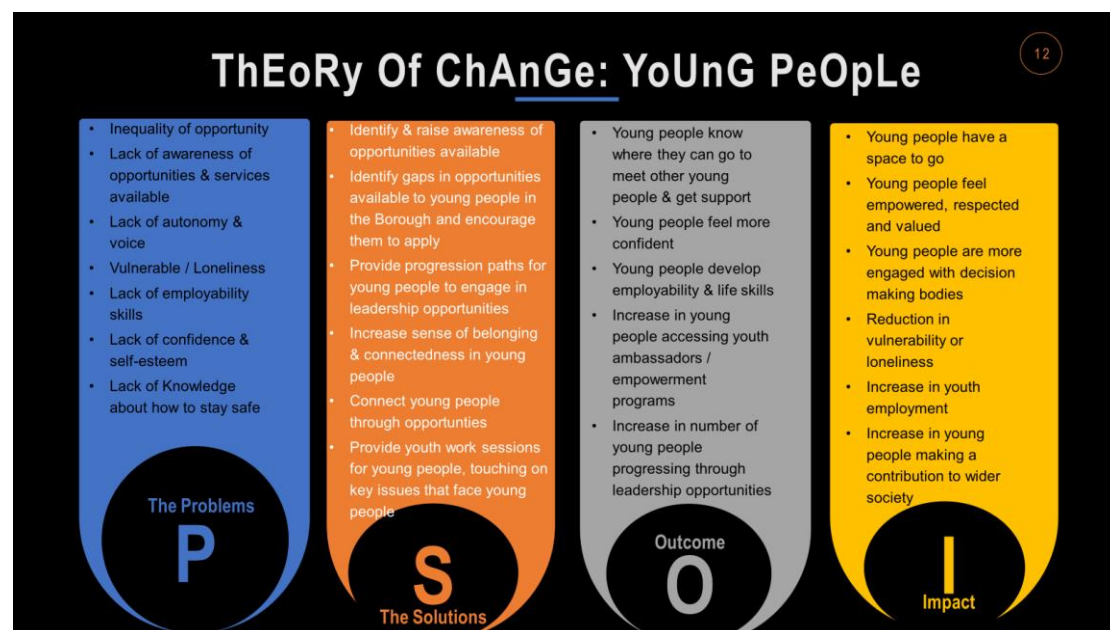 12
ThEoRy Of ChAnGe: YoUnG PeOpLe
• Inequality of opportunity
• Lack of awareness of
opportunities & services
available
• Lack of autonomy &
voice
• Vulnerable / Loneliness
• Lack of employability
skills
• Lack of confidence &
self-esteem
• Lack of Knowledge
about how to stay safe
The Problems
P
• Identify & raise awareness of
opportunities available
• Identify gaps in opportunities
available to young people in
the Borough and encourage
them to apply
• Provide progression paths for
young people to engage in
leadership opportunities
• Increase sense of belonging
& connectedness in young
people
• Connect young people
through opportunties
• Provide youth work sessions
for young people, touching on
key issues that face young
people
S
The Solutions
• Young people know
where they can go to
meet other young
people & get support
• Young people feel more
confident
• Young people develop
employability & life skills
• Increase in young
people accessing youth
ambassadors /
empowerment
programs
• Increase in number of
young people
progressing through
leadership opportunities
Outcome
O
• Young people have a
space to go
• Young people feel
empowered, respected
and valued
• Young people are more
engaged with decision
making bodies
• Reduction in
vulnerability or
loneliness
• Increase in youth
employment
• Increase in young
people making a
contribution to wider
society
I
Impact